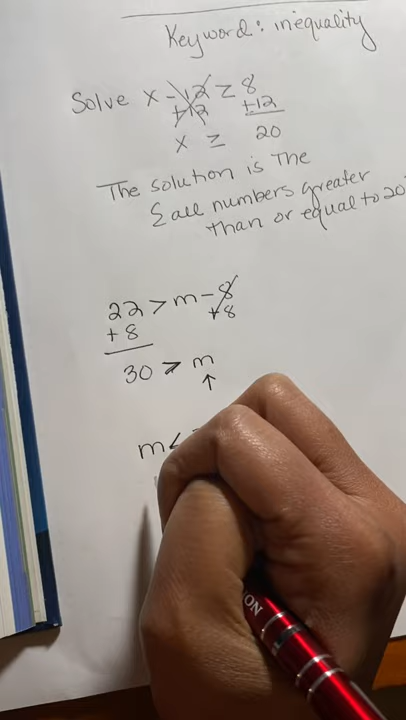 Keyword: inequality
Solve x - 12 ≥ 8
+12 +12
x ≥ 20
The solution is The
{ all numbers greater
than or equal to 20
22 > m - 8
+ 8 +8
30 > m
↑
m <